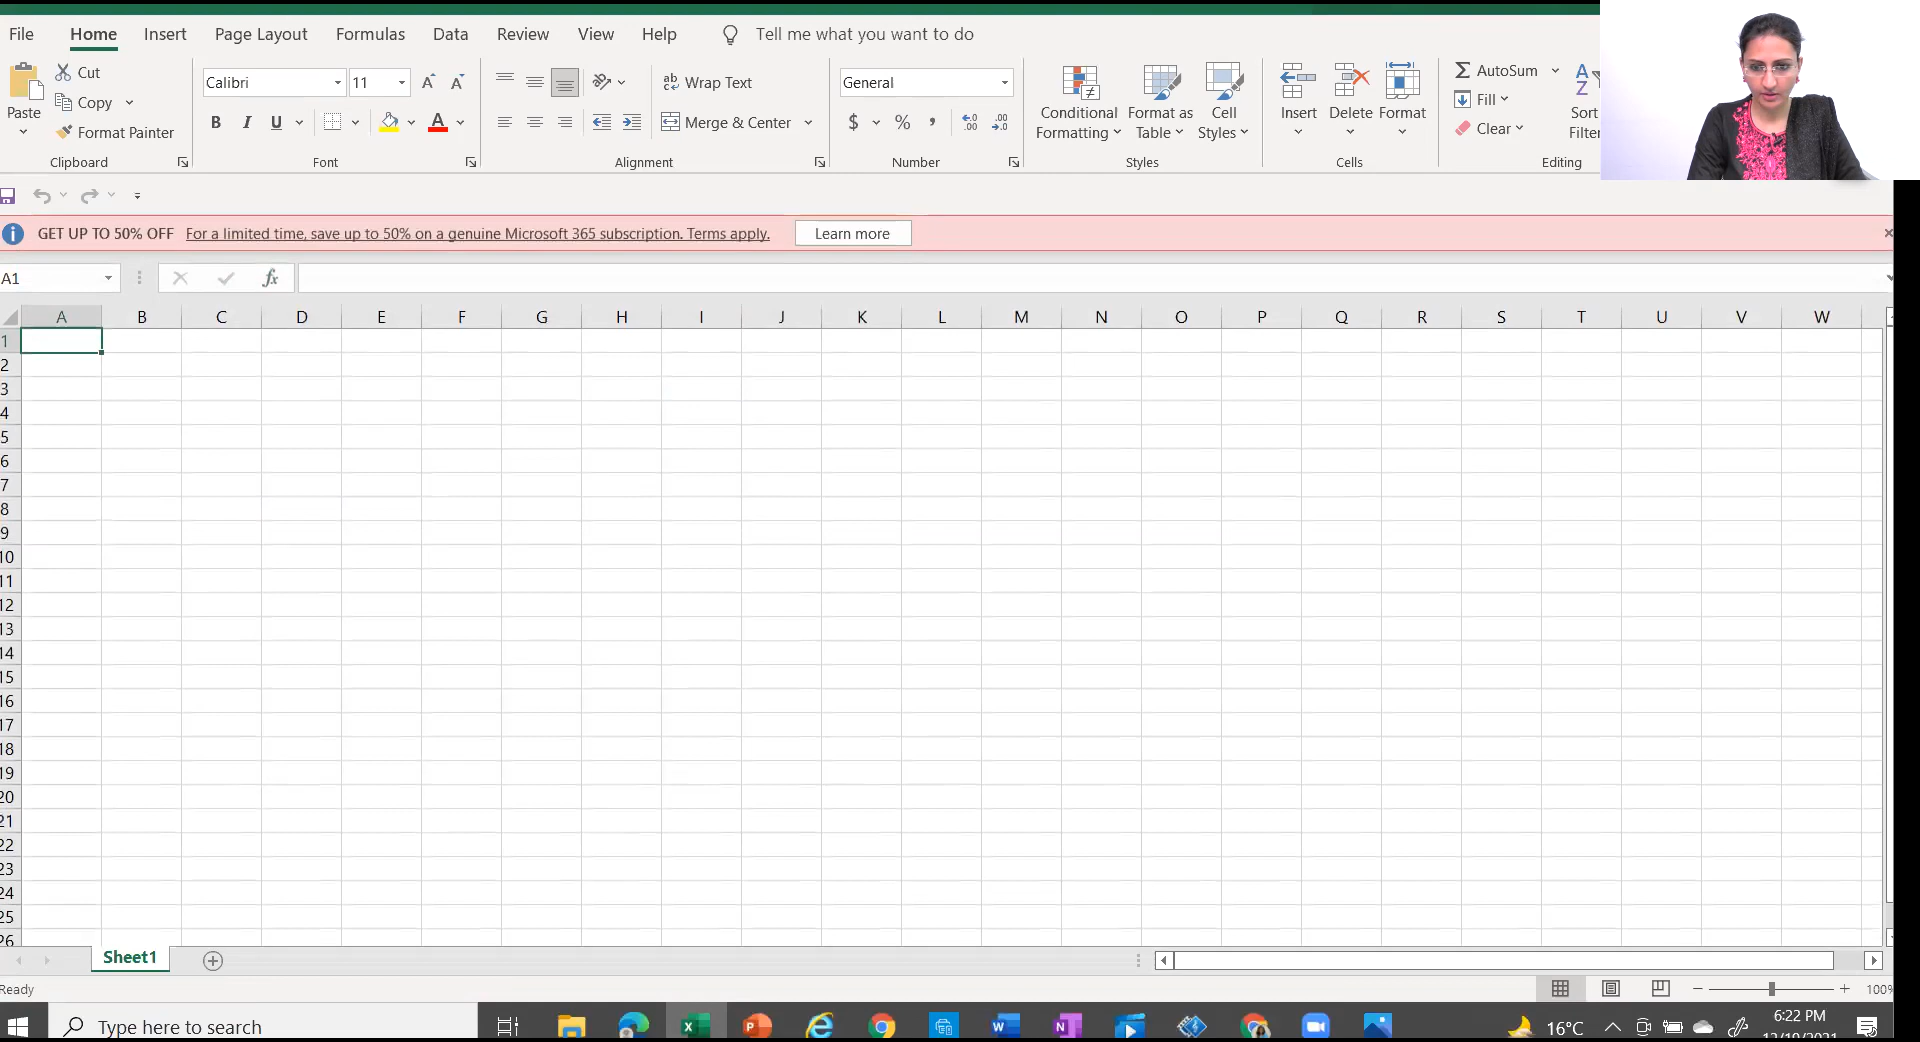 File Home Insert Page Layout Formulas Data Review View Help Tell me what you want to do
Cut
Copy
Paste
Format Painter
Clipboard
Calibri 11
B I U
Font
Wrap Text
Merge & Center
Alignment
General
$ % ,
Number
Conditional Formatting
Format as Table
Cell Styles
Styles
Insert Delete Format
Cells
AutoSum
Fill
Clear
Sort
Filter
Editing
GET UP TO 50% OFF For a limited time, save up to 50% on a genuine Microsoft 365 subscription. Terms apply. Learn more
A1 fx
A B C D E F G H I J K L M N O P Q R S T U V W
1
2
3
4
5
6
7
8
9
10
11
12
13
14
15
16
17
18
19
20
21
22
23
24
25
26
Sheet1
Ready 100%
Type here to search 16°C 6:22 PM